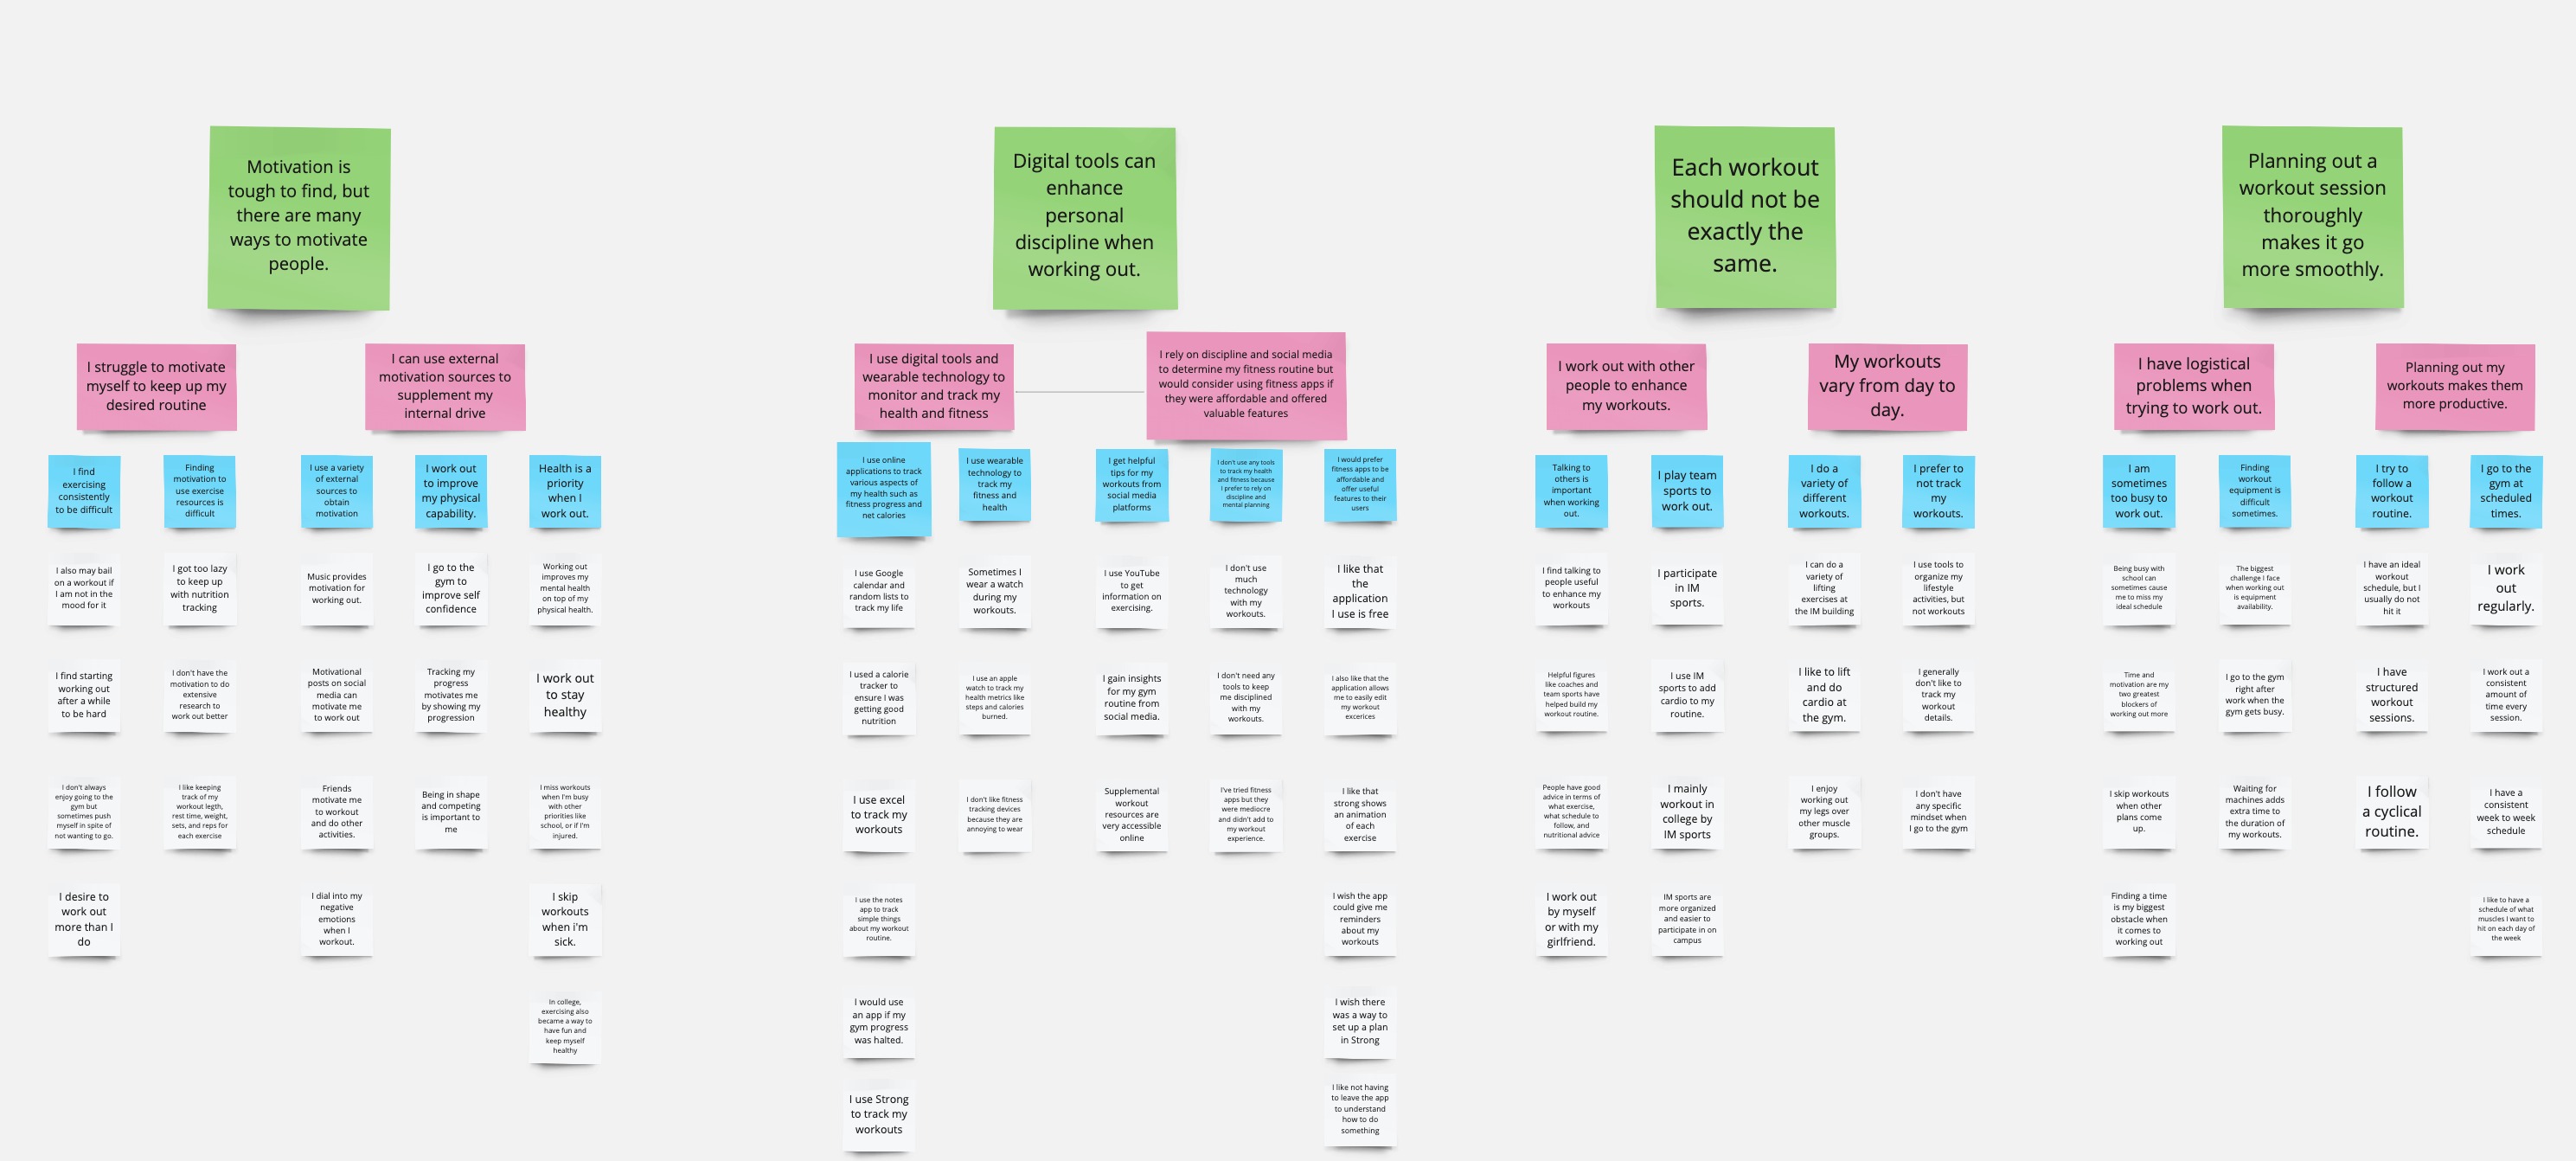 Motivation is
tough to find, but
there are many
ways to motivate
people.
Digital tools can
enhance
personal
discipline when
working out.
Each workout
should not be
exactly the
same.
Planning out a
workout session
thoroughly
makes it go
more smoothly.
I struggle to motivate
myself to keep up my
desired routine
I can use external
motivation sources to
supplement my
internal drive
I use digital tools and
wearable technology to
monitor and track my
health and fitness
I rely on discipline and social media
to determine my fitness routine but
would consider using fitness apps if
they were affordable and offered
valuable features
I work out with other
people to enhance
my workouts.
My workouts
vary from day to
day.
I have logistical
problems when
trying to work out.
Planning out my
workouts makes them
more productive.
I find
exercising
consistently
to be difficult
Finding
motivation to
use exercise
resources is
difficult
I use a variety
of external
sources to
obtain
motivation
I work out
to improve
my physical
capability.
Health is a
priority
when I
work out.
I use online
applications to track
various aspects of
my health such as
fitness progress and
net calories
I use wearable
technology to
track my
fitness and
health
I get helpful
tips for my
workouts from
social media
platforms
I don't use any tools
to track my health
and fitness because
I prefer to rely on
discipline and
mental planning
I would prefer
fitness apps to be
affordable and
offer useful
features to their
users
Talking to
others is
important
when working
out.
I play team
sports to
work out.
I do a
variety of
different
workouts.
I prefer to
not track
my
workouts.
I am
sometimes
too busy to
work out.
Finding
workout
equipment is
difficult
sometimes.
I try to
follow a
workout
routine.
I go to the
gym at
scheduled
times.
I also may bail
on a workout if
I am not in the
mood for it
I got too lazy
to keep up
with nutrition
tracking
Music provides
motivation for
working out.
I go to the
gym to
improve self
confidence
Working out
improves my
mental health
on top of my
physical health.
I use Google
calendar and
random lists to
track my life
Sometimes I
wear a watch
during my
workouts.
I use YouTube
to get
information on
exercising.
I don't use
much
technology
with my
workouts.
I like that
the
application
I use is free
I find talking to
people useful
to enhance my
workouts
I participate
in IM
sports.
I can do a
variety of
lifting
exercises at
the IM building
I use tools to
organize my
lifestyle
activities, but
not workouts
Being busy with
school can
sometimes cause
me to miss my
ideal schedule
The biggest
challenge I face
when working out
is equipment
availability.
I have an ideal
workout
schedule, but I
usually do not
hit it
I work
out
regularly.
I find starting
working out
after a while
to be hard
I don't have the
motivation to do
extensive
research to
work out better
Motivational
posts on social
media can
motivate me
to work out
Tracking my
progress
motivates me
by showing my
progression
I work out
to stay
healthy
I used a calorie
tracker to
ensure I was
getting good
nutrition
I use an apple
watch to track my
health metrics like
steps and calories
burned.
I gain insights
for my gym
routine from
social media.
I don't need any
tools to keep
me disciplined
with my
workouts.
I also like that the
application allows
me to easily edit
my workout
excerices
Helpful figures
like coaches and
team sports have
helped build my
workout routine.
I use IM
sports to add
cardio to my
routine.
I like to lift
and do
cardio at
the gym.
I generally
don't like to
track my
workout
details.
Time and
motivation are my
two greatest
blockers of
working out more
I go to the gym
right after
work when the
gym gets busy.
I have
structured
workout
sessions.
I work out a
consistent
amount of
time every
session.
I don't always
enjoy going to the
gym but
sometimes push
myself in spite of
not wanting to go.
I like keeping
track of my
workout legth,
rest time, weight,
sets, and reps for
each exercise
Friends
motivate me
to workout
and do other
activities.
Being in shape
and competing
is important to
me
I miss workouts
when I'm busy
with other
priorities like
school, or if I'm
injured.
I use excel
to track my
workouts
I don't like fitness
tracking devices
because they are
annoying to wear
Supplemental
workout
resources are
very accessible
online
I've tried fitness
apps but they
were mediocre
and didn't add to
my workout
experience.
I like that
strong shows
an animation
of each
exercise
People have good
advice in terms of
what exercise,
what schedule to
follow, and
nutritional advice
I mainly
workout in
college by
IM sports
I enjoy
working out
my legs over
other muscle
groups.
I don't have
any specific
mindset when
I go to the gym
I skip workouts
when other
plans come
up.
Waiting for
machines adds
extra time to
the duration of
my workouts.
I follow
a cyclical
routine.
I have a
consistent
week to week
schedule
I desire to
work out
more than I
do
I dial into my
negative
emotions
when I
workout.
I skip
workouts
when i'm
sick.
I use the notes
app to track
simple things
about my workout
routine.
I wish the app
could give me
reminders
about my
workouts
I work out
by myself
or with my
girlfriend.
IM sports are
more organized
and easier to
participate in on
campus
Finding a time
is my biggest
obstacle when
it comes to
working out
I like to have a
schedule of what
muscles I want to
hit on each day of
the week
In college,
exercising also
became a way to
have fun and
keep myself
healthy
I would use
an app if my
gym progress
was halted.
I wish there
was a way to
set up a plan
in Strong
I use Strong
to track my
workouts
I like not having
to leave the app
to understand
how to do
something